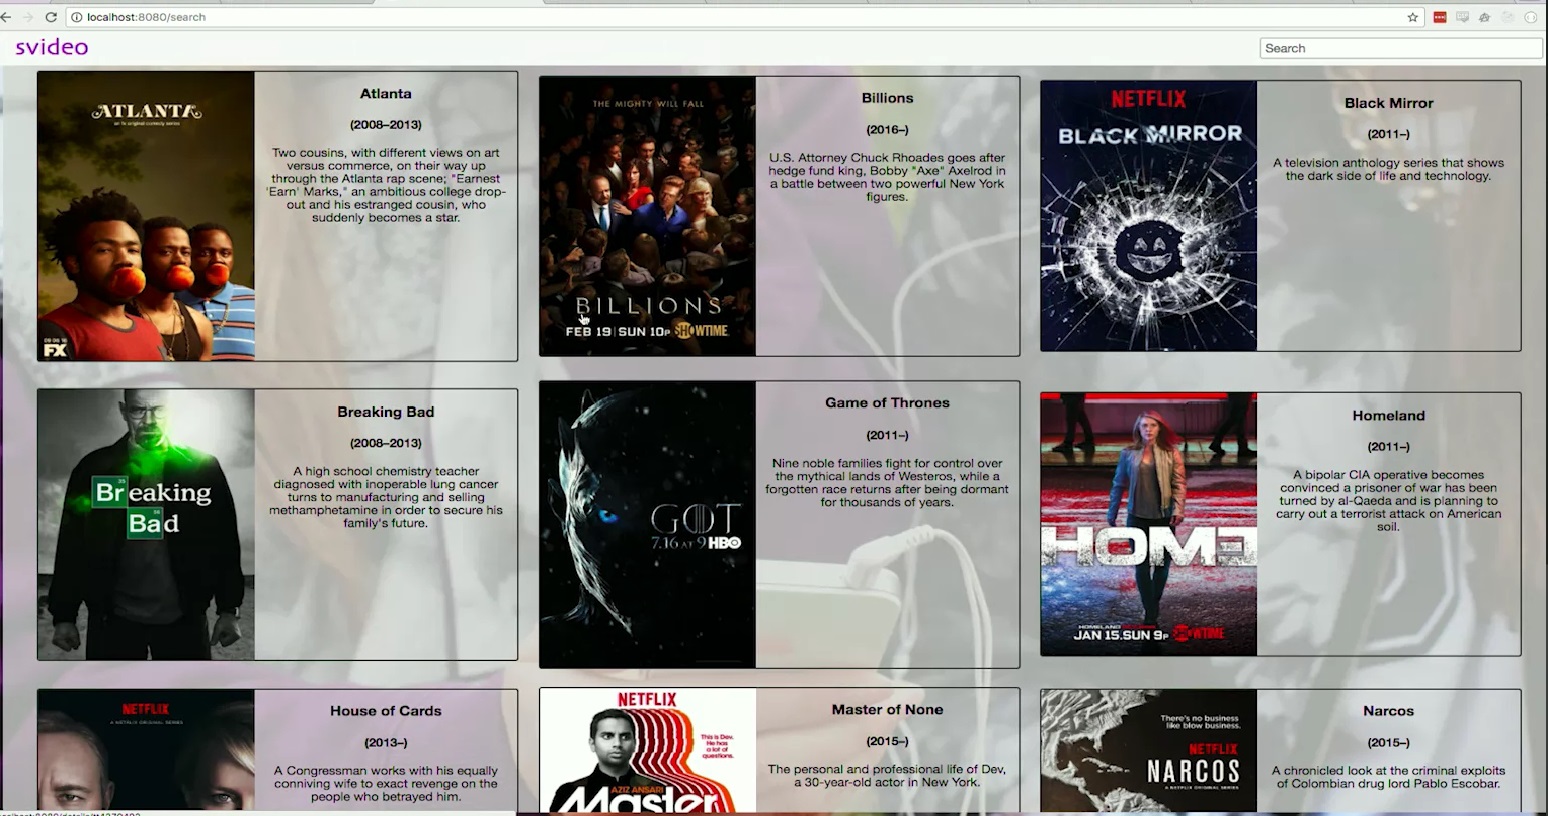 localhost:8080/search
svideo
Search
ATLANTA
FX
Atlanta
(2008–2013)
Two cousins, with different views on art
versus commerce, on their way up
through the Atlanta rap scene; "Earnest
'Earn' Marks," an ambitious college drop-
out and his estranged cousin, who
suddenly becomes a star.
THE MIGHTY WILL FALL
BILLIONS
FEB 19 SUN 10P SHOWTIME
Billions
(2016–)
U.S. Attorney Chuck Rhoades goes after
hedge fund king, Bobby "Axe" Axelrod in
a battle between two powerful New York
figures.
NETFLIX
BLACK MIRROR
Black Mirror
(2011–)
A television anthology series that shows
the dark side of life and technology.
35
Breaking
56
Bad
Breaking Bad
(2008–2013)
A high school chemistry teacher
diagnosed with inoperable lung cancer
turns to manufacturing and selling
methamphetamine in order to secure his
family's future.
GOT
7.16 AT 9 HBO
Game of Thrones
(2011–)
Nine noble families fight for control over
the mythical lands of Westeros, while a
forgotten race returns after being dormant
for thousands of years.
HOME
JAN 15.SUN 9P SHOWTIME
Homeland
(2011–)
A bipolar CIA operative becomes
convinced a prisoner of war has been
turned by al-Qaeda and is planning to
carry out a terrorist attack on American
soil.
NETFLIX
A NETFLIX ORIGINAL SERIES
House of Cards
(2013–)
A Congressman works with his equally
conniving wife to exact revenge on the
people who betrayed him.
NETFLIX
This is Dev.
He has
a lot of
questions.
AZIZ ANSARI
Master
Master of None
(2015–)
The personal and professional life of Dev,
a 30-year-old actor in New York.
There's no business
like blow business.
NETFLIX
NARCOS
A NETFLIX ORIGINAL SERIES
Narcos
(2015–)
A chronicled look at the criminal exploits
of Colombian drug lord Pablo Escobar.